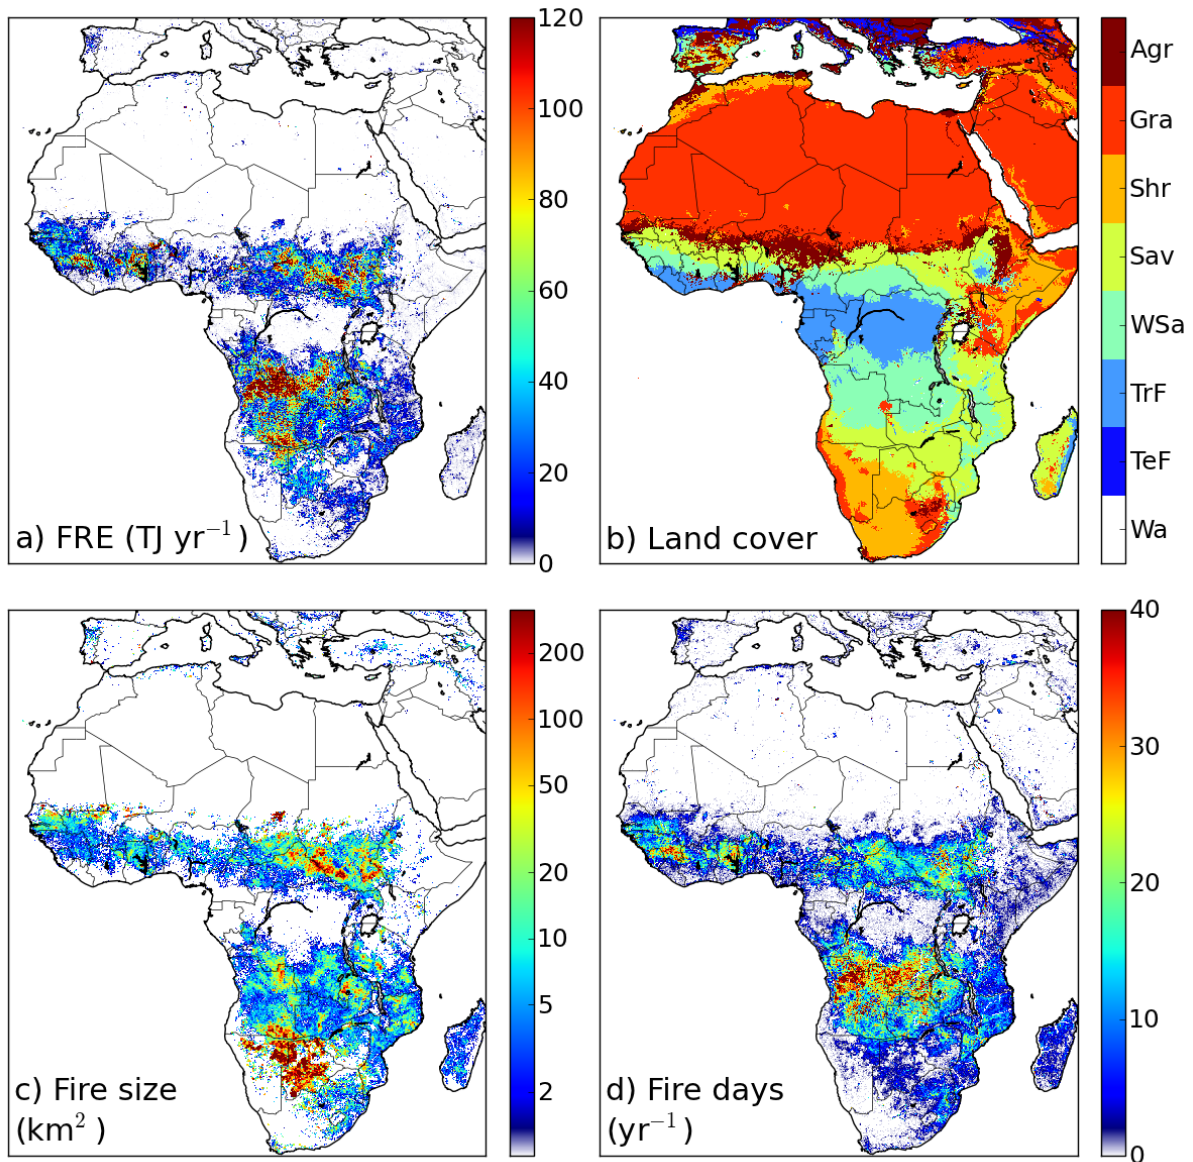 120
100
80
60
40
20
0
a) FRE (TJ yr⁻¹)
Agr
Gra
Shr
Sav
WSa
TrF
TeF
Wa
b) Land cover
200
100
50
20
10
5
2
c) Fire size
(km² )
40
30
20
10
0
d) Fire days
(yr⁻¹)